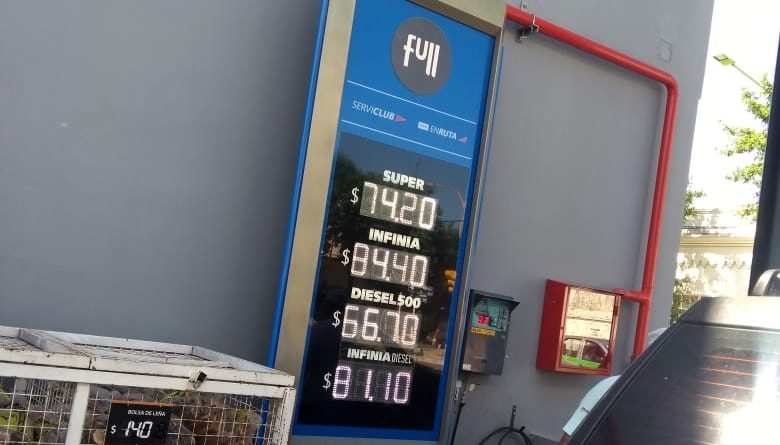 full
SERVICLUB
YPF ENRUTA
SUPER
$ 74.20
INFINIA
$ 84.40
DIESEL500
$ 66.70
INFINIA DIESEL
$ 81.10
BOLSA DE LEÑA
$ 140